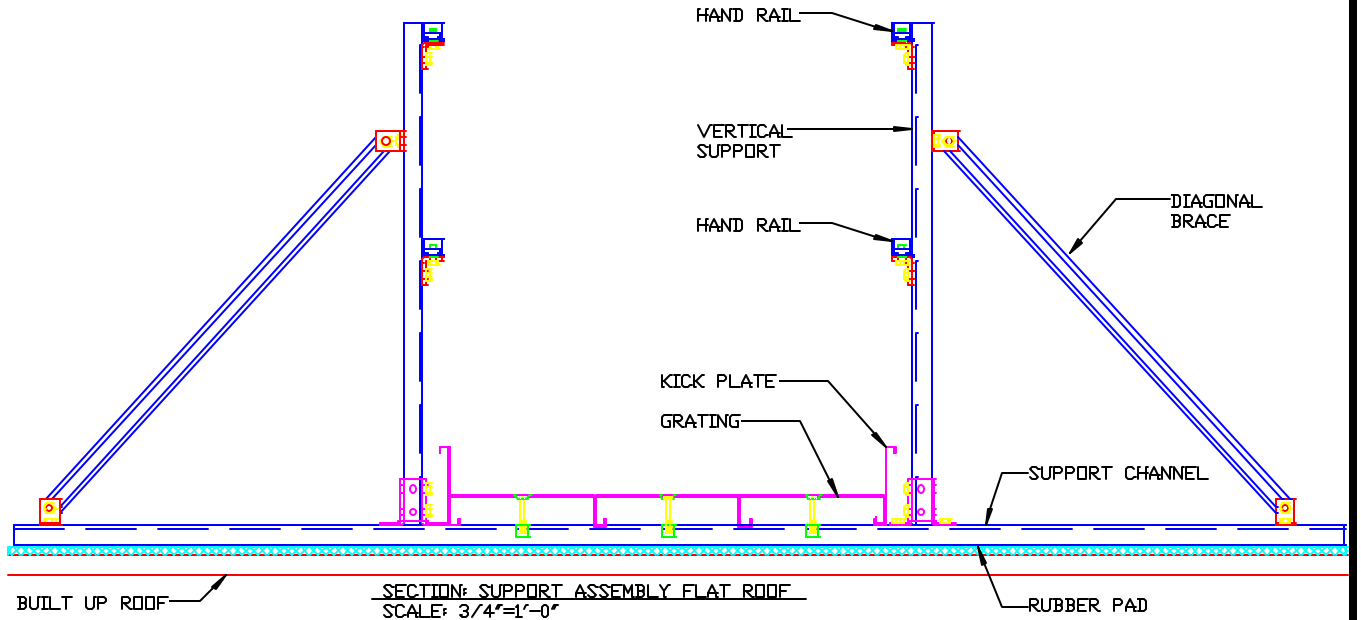 HAND RAIL
VERTICAL
SUPPORT
DIAGONAL
BRACE
HAND RAIL
KICK PLATE
GRATING
SUPPORT CHANNEL
SECTION: SUPPORT ASSEMBLY FLAT ROOF
SCALE: 3/4"=1'-0"
BUILT UP ROOF
RUBBER PAD